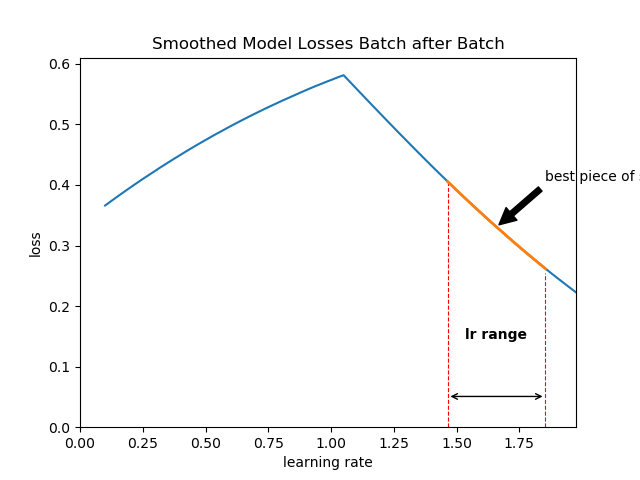 Smoothed Model Losses Batch after Batch
0.6
0.5
0.4
0.3
0.2
0.1
0.0
loss
best piece of
lr range
0.00 0.25 0.50 0.75 1.00 1.25 1.50 1.75
learning rate